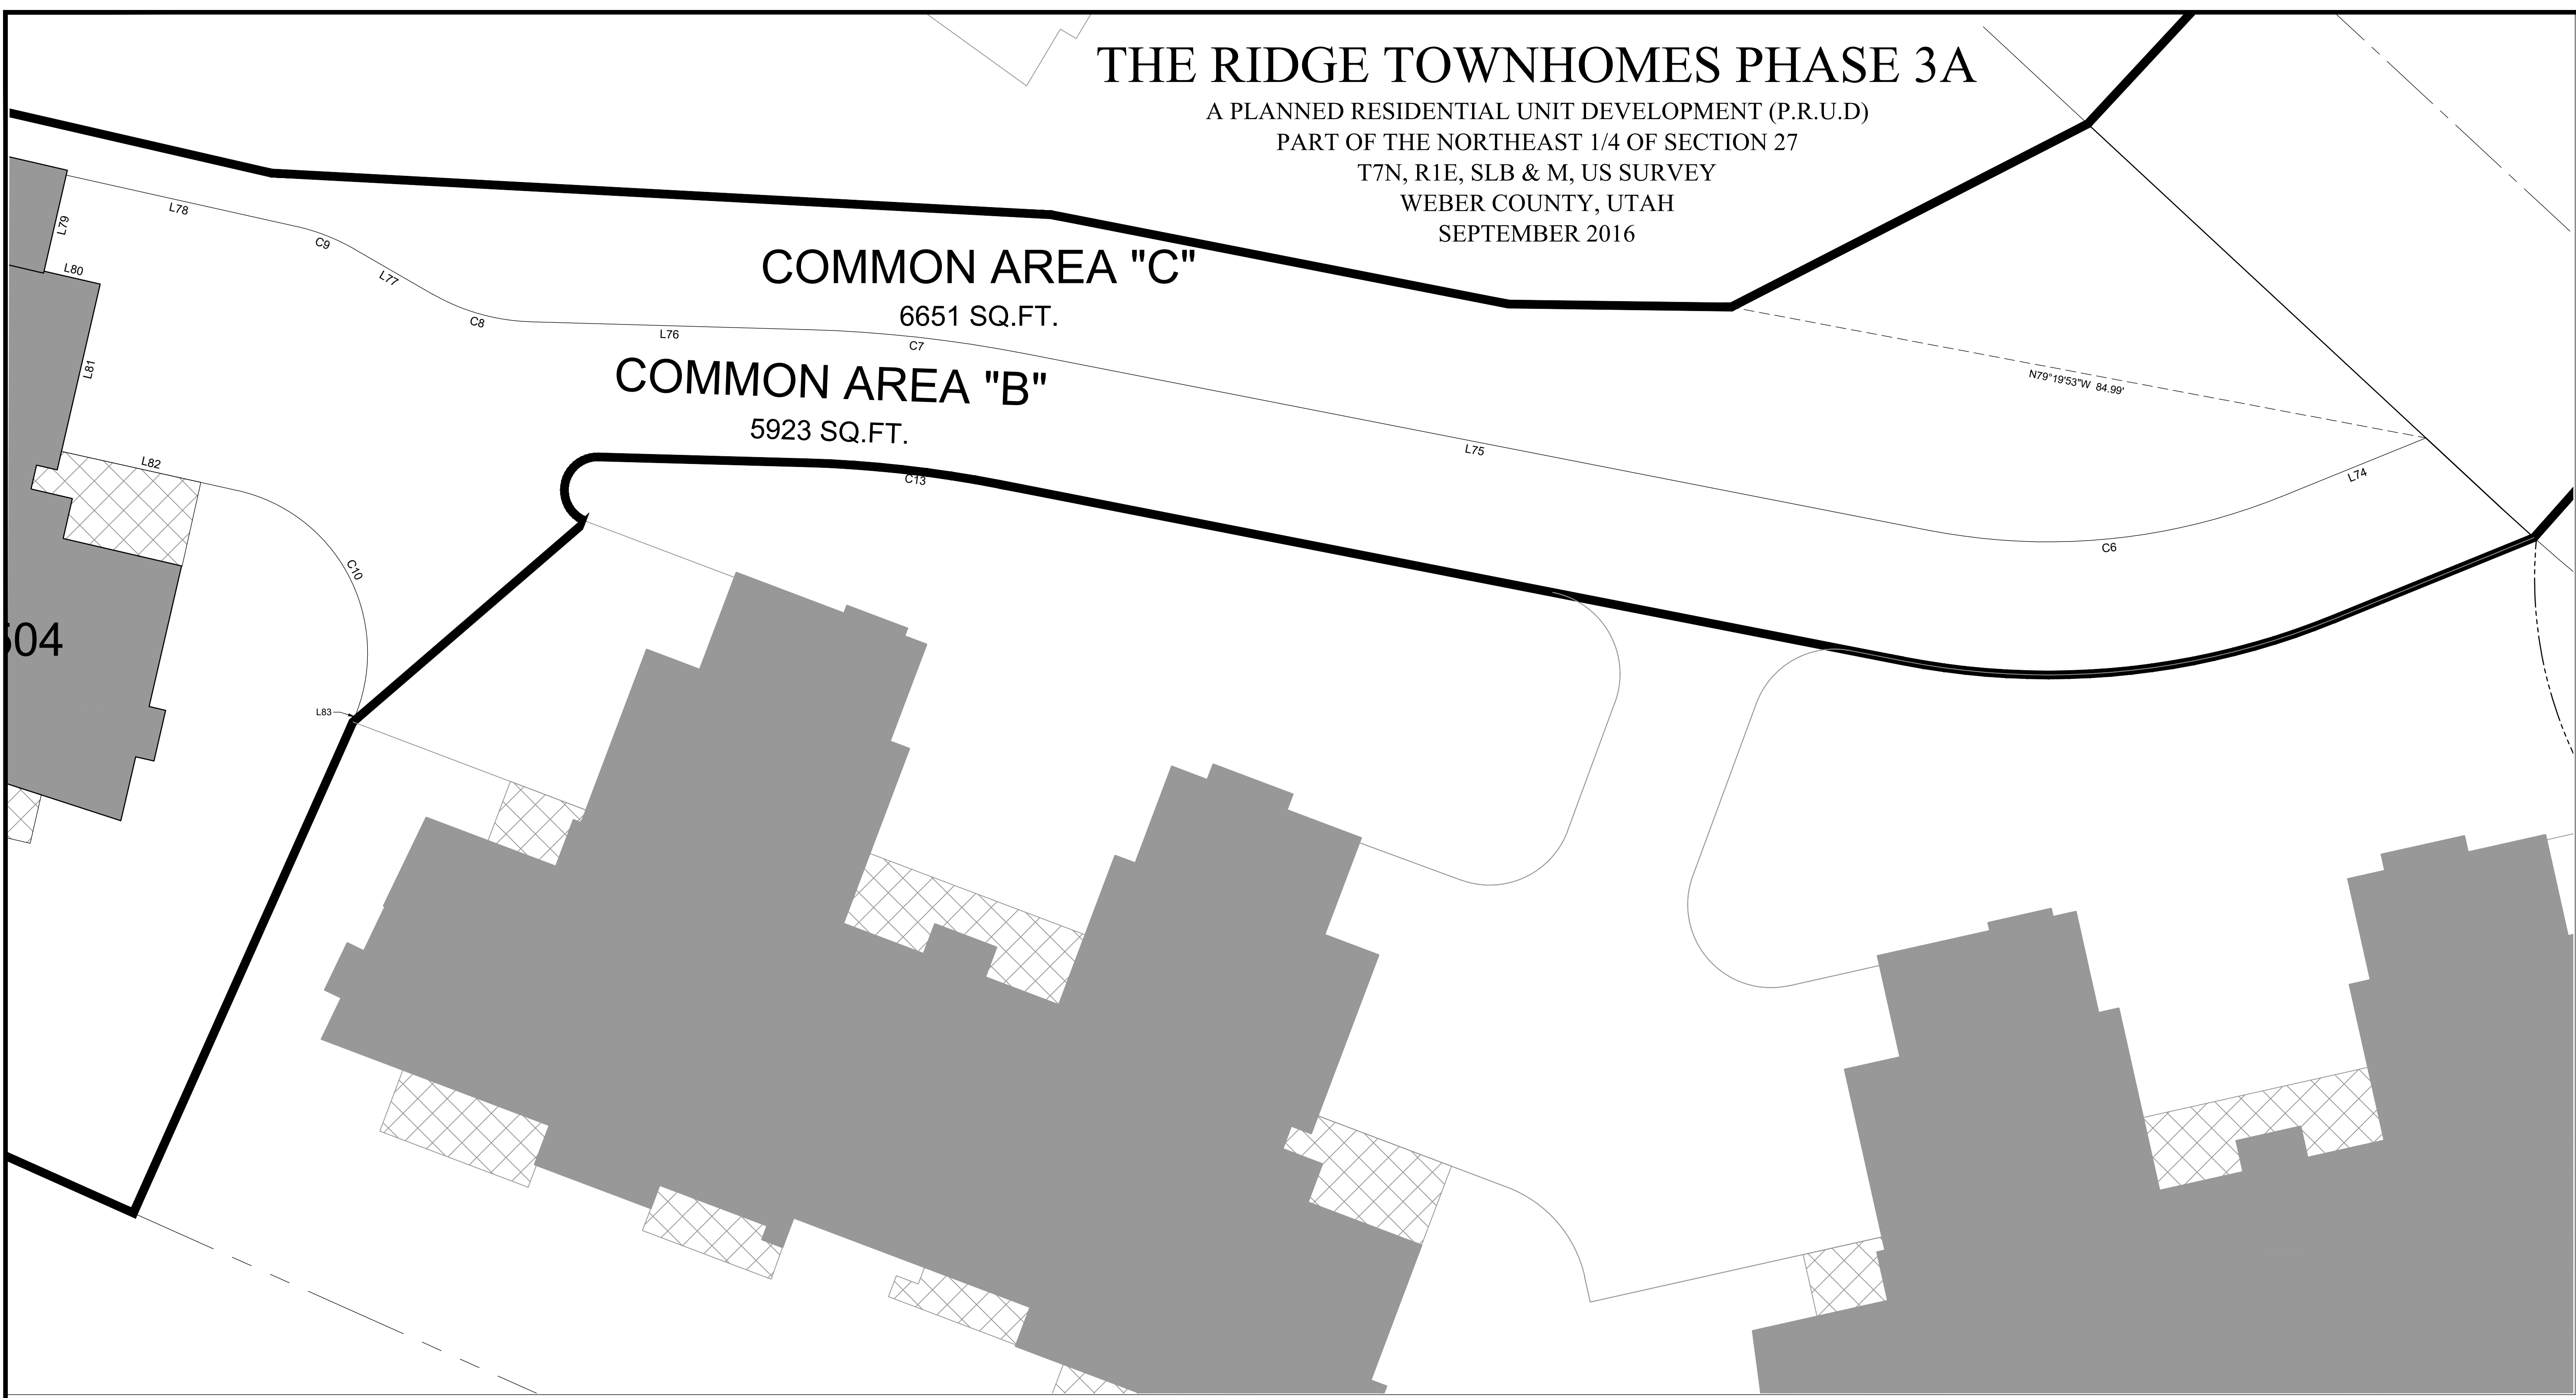 THE RIDGE TOWNHOMES PHASE 3A
A PLANNED RESIDENTIAL UNIT DEVELOPMENT (P.R.U.D)
PART OF THE NORTHEAST 1/4 OF SECTION 27
T7N, R1E, SLB & M, US SURVEY
WEBER COUNTY, UTAH
SEPTEMBER 2016
L79
L78
C9
L80
L77
COMMON AREA "C"
6651 SQ.FT.
C8
L76
C7
L81
COMMON AREA "B"
5923 SQ.FT.
N79°19'53"W 84.99'
L75
L74
L82
C13
C6
C10
504
L83